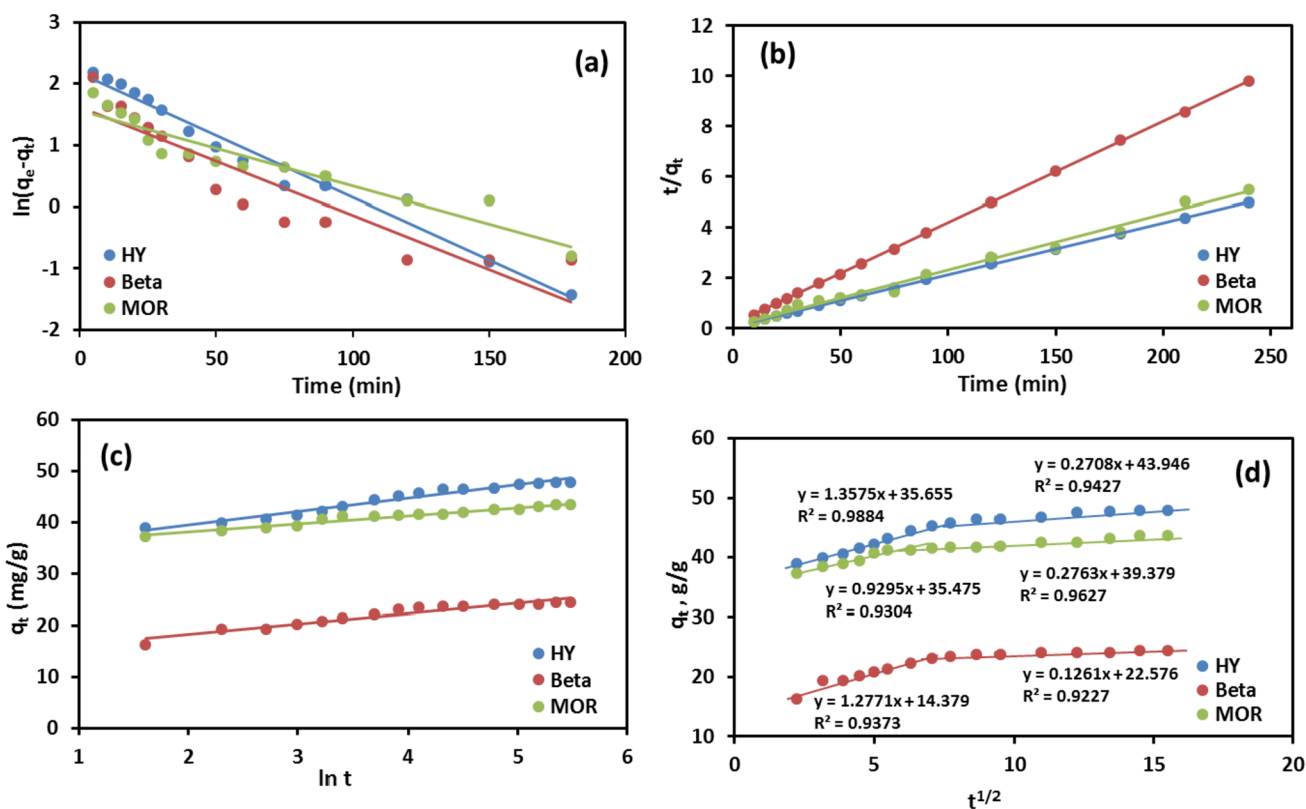 (a)
3
2
1
0
-1
-2
ln(qₑ-qₜ)
HY
Beta
MOR
0 50 100 150 200
Time (min)
(b)
12
10
8
6
4
2
0
t/qₜ
HY
Beta
MOR
0 50 100 150 200 250
Time (min)
(c)
60
50
40
30
20
10
0
qₜ (mg/g)
HY
Beta
MOR
1 2 3 4 5 6
ln t
(d)
60
50
40
30
20
10
qₜ , g/g
y = 0.2708x + 43.946
R² = 0.9427
y = 1.3575x + 35.655
R² = 0.9884
y = 0.9295x + 35.475
R² = 0.9304
y = 0.2763x + 39.379
R² = 0.9627
y = 0.1261x + 22.576
R² = 0.9227
y = 1.2771x + 14.379
R² = 0.9373
HY
Beta
MOR
0 5 10 15 20
t¹/²